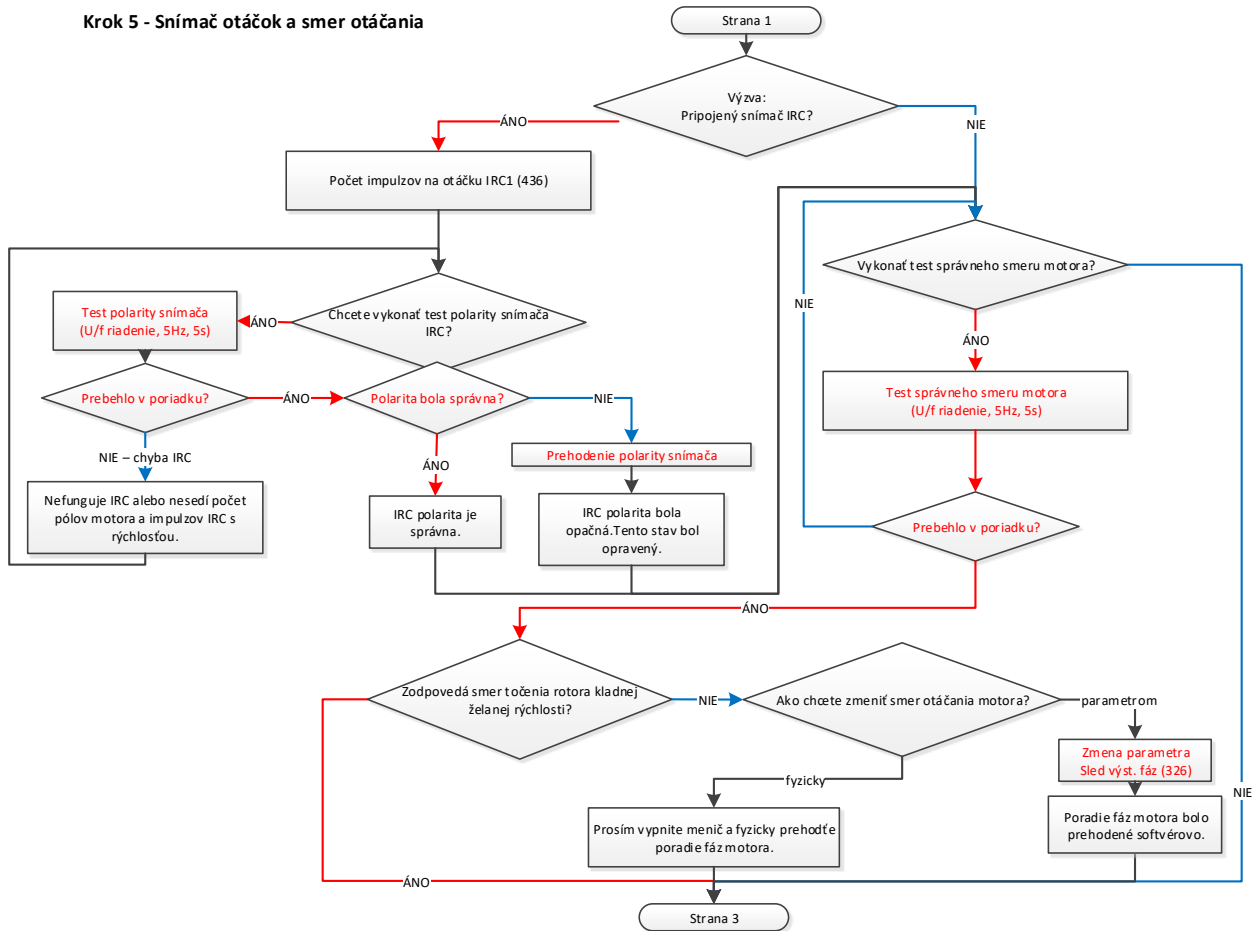 Krok 5 - Snímač otáčok a smer otáčania
Strana 1
Výzva:
Pripojený snímač IRC?
ÁNO
NIE
Počet impulzov na otáčku IRC1 (436)
Chcete vykonať test polarity snímača
IRC?
ÁNO
Test polarity snímača
(U/f riadenie, 5Hz, 5s)
Prebehlo v poriadku?
ÁNO
Polarita bola správna?
NIE
NIE – chyba IRC
ÁNO
Prehodenie polarity snímača
Nefunguje IRC alebo nesedí počet
pólov motora a impulzov IRC s
rýchlosťou.
IRC polarita je
správna.
IRC polarita bola
opačná.Tento stav bol
opravený.
Vykonať test správneho smeru motora?
NIE
ÁNO
Test správneho smeru motora
(U/f riadenie, 5Hz, 5s)
Prebehlo v poriadku?
ÁNO
Zodpovedá smer točenia rotora kladnej
želanej rýchlosti?
NIE
Ako chcete zmeniť smer otáčania motora?
parametrom
Zmena parametra
Sled výst. fáz (326)
fyzicky
NIE
Prosím vypnite menič a fyzicky prehoďťe
poradie fáz motora.
Poradie fáz motora bolo
prehodené softvérovo.
ÁNO
Strana 3